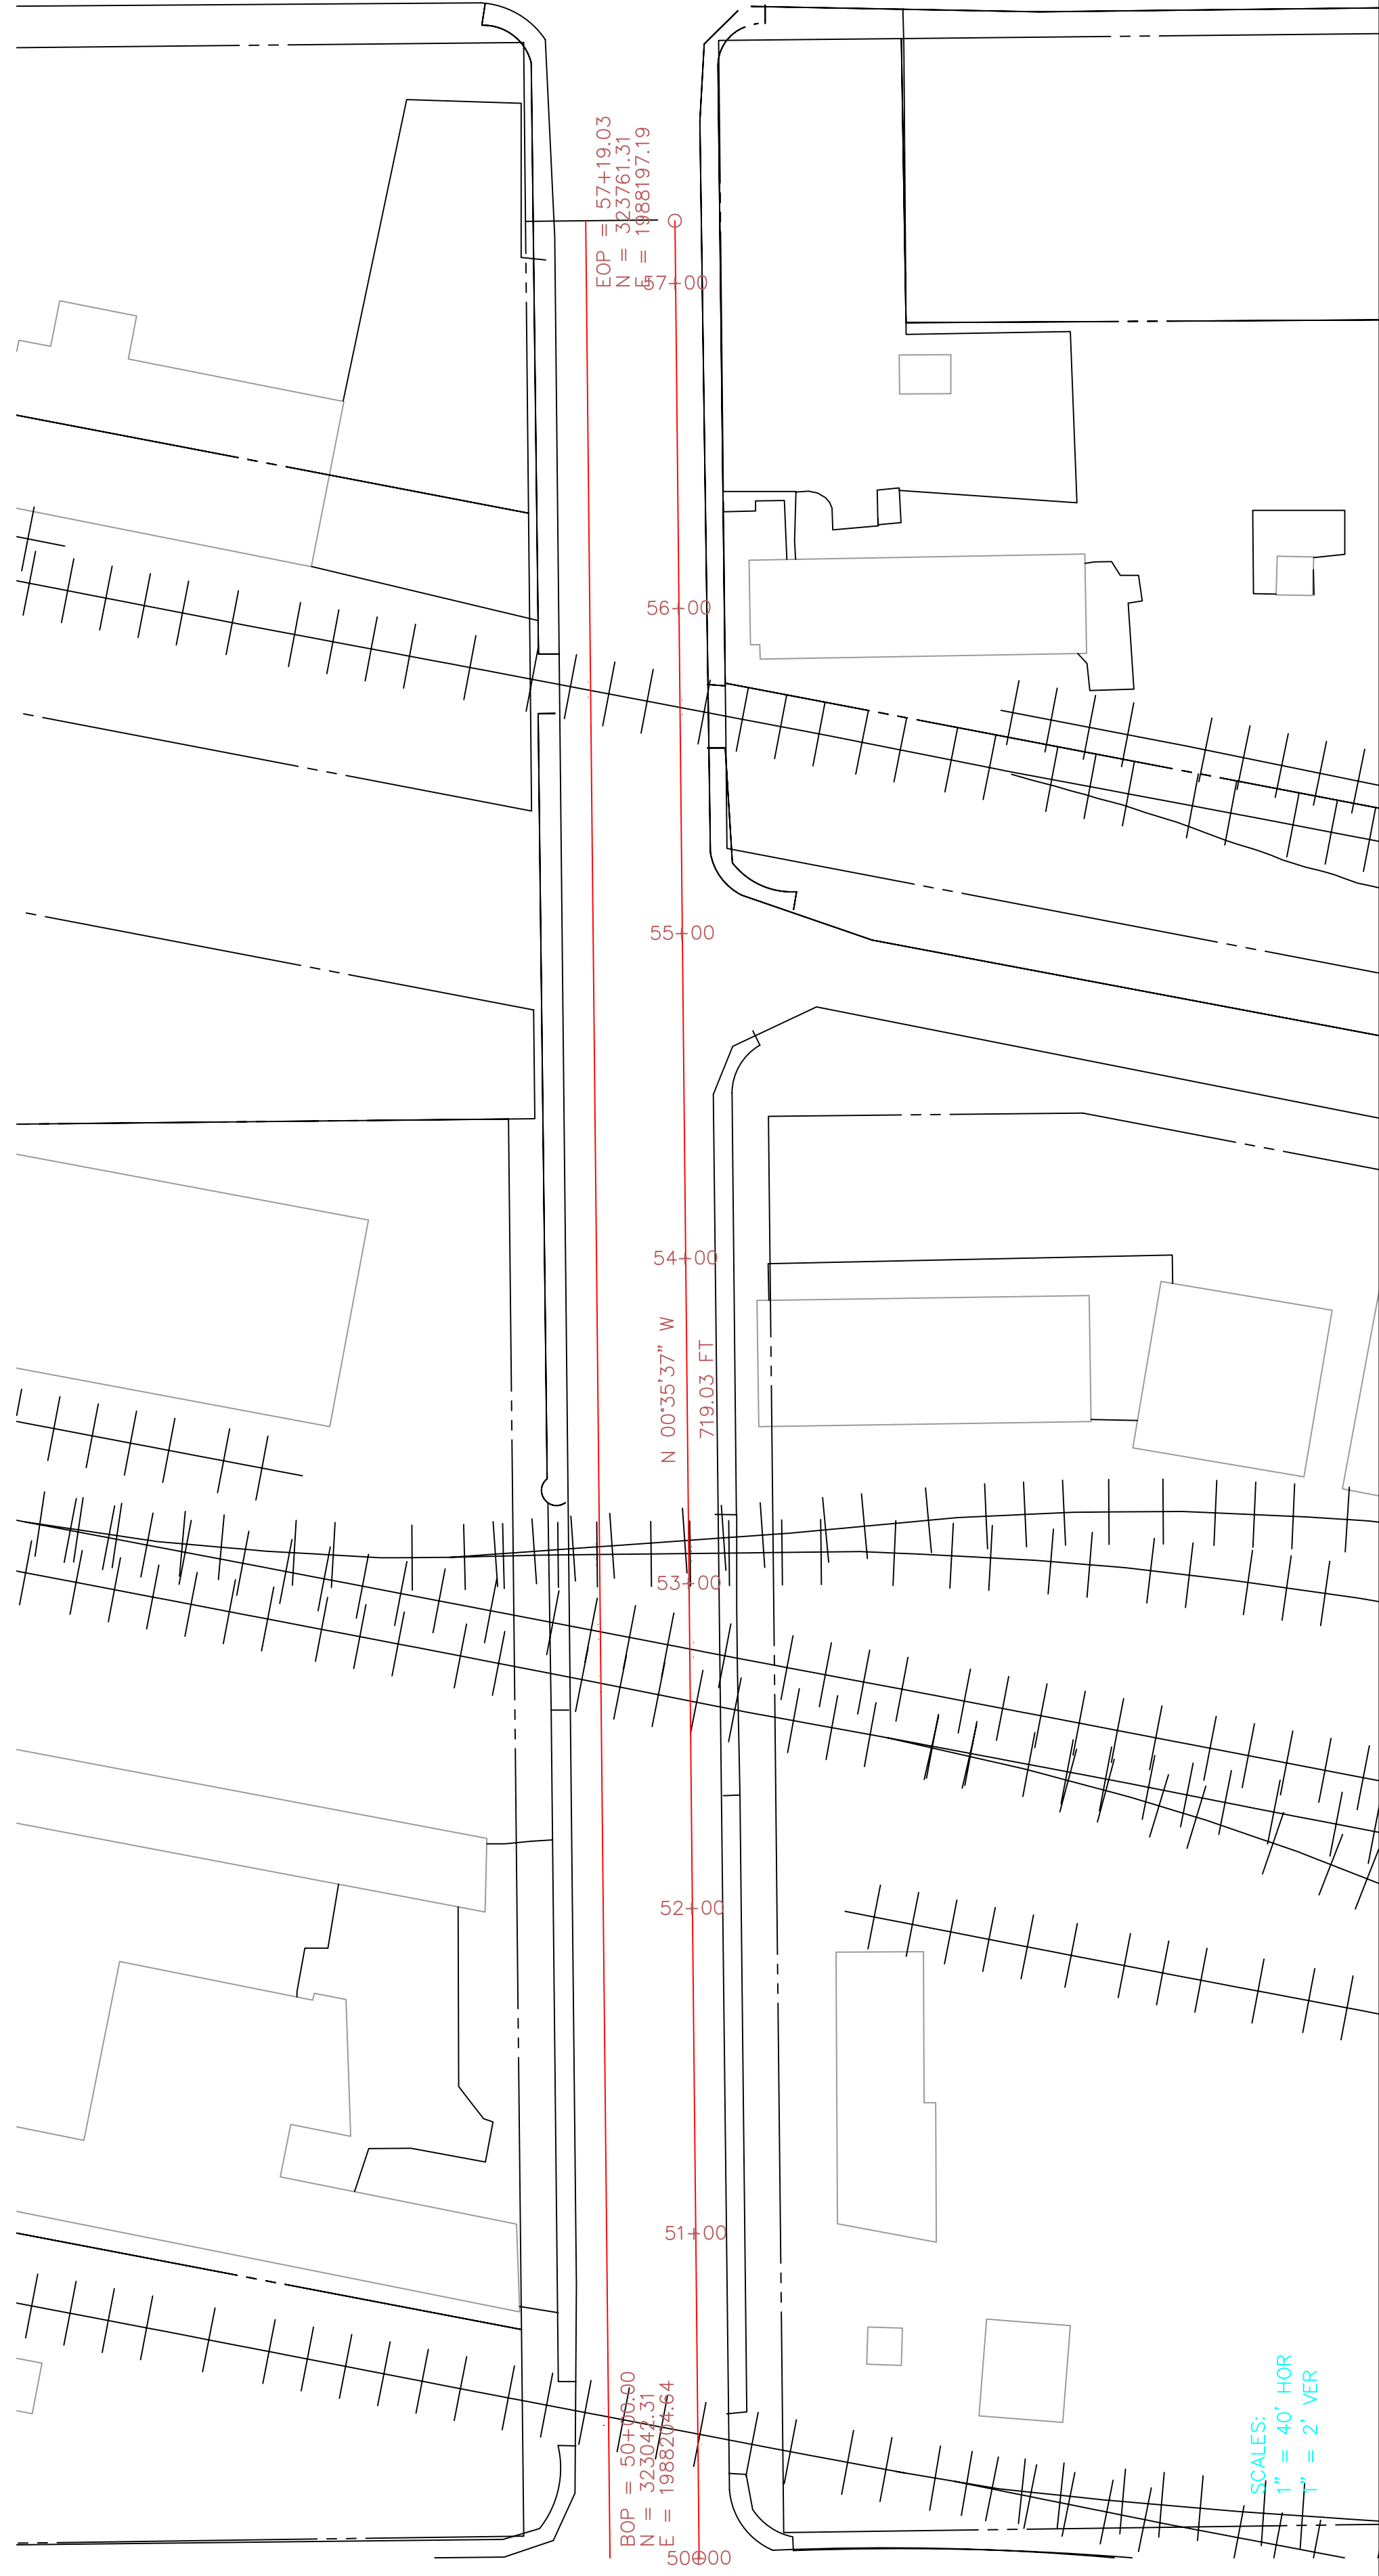 EOP = 57+19.03
N = 323761.31
E = 1988197.19
57+00
56+00
55+00
54+00
N 00°35'37" W
719.03 FT
53+00
52+00
51+00
BOP = 50+00.00
N = 323042.31
E = 1988204.64
50+00
SCALES:
1" = 40' HOR
1" = 2' VER